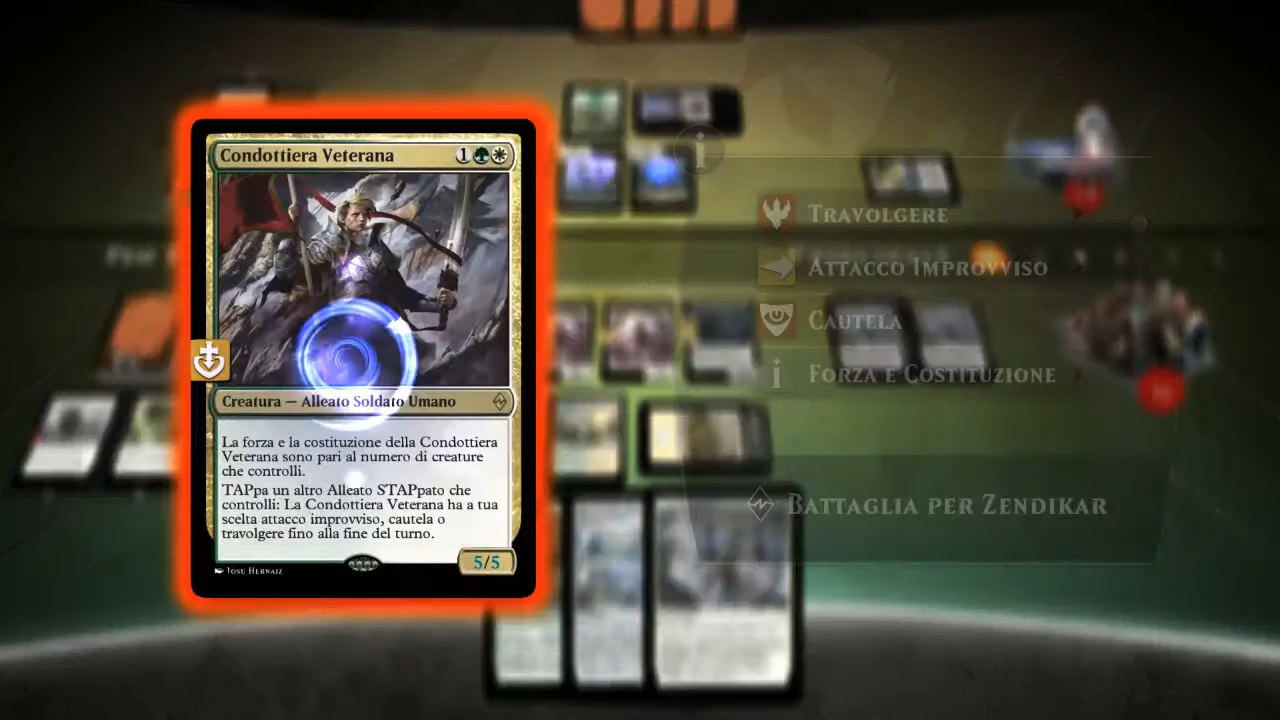 Condottiera Veterana
1
Creatura — Alleato Soldato Umano
La forza e la costituzione della Condottiera
Veterana sono pari al numero di creature
che controlli.
TAPpa un altro Alleato STAPpato che
controlli: La Condottiera Veterana ha a tua
scelta attacco improvviso, cautela o
travolgere fino alla fine del turno.
5/5
Josu Hernaiz
Travolgere
Attacco Improvviso
Cautela
Forza e Costituzione
Battaglia per Zendikar